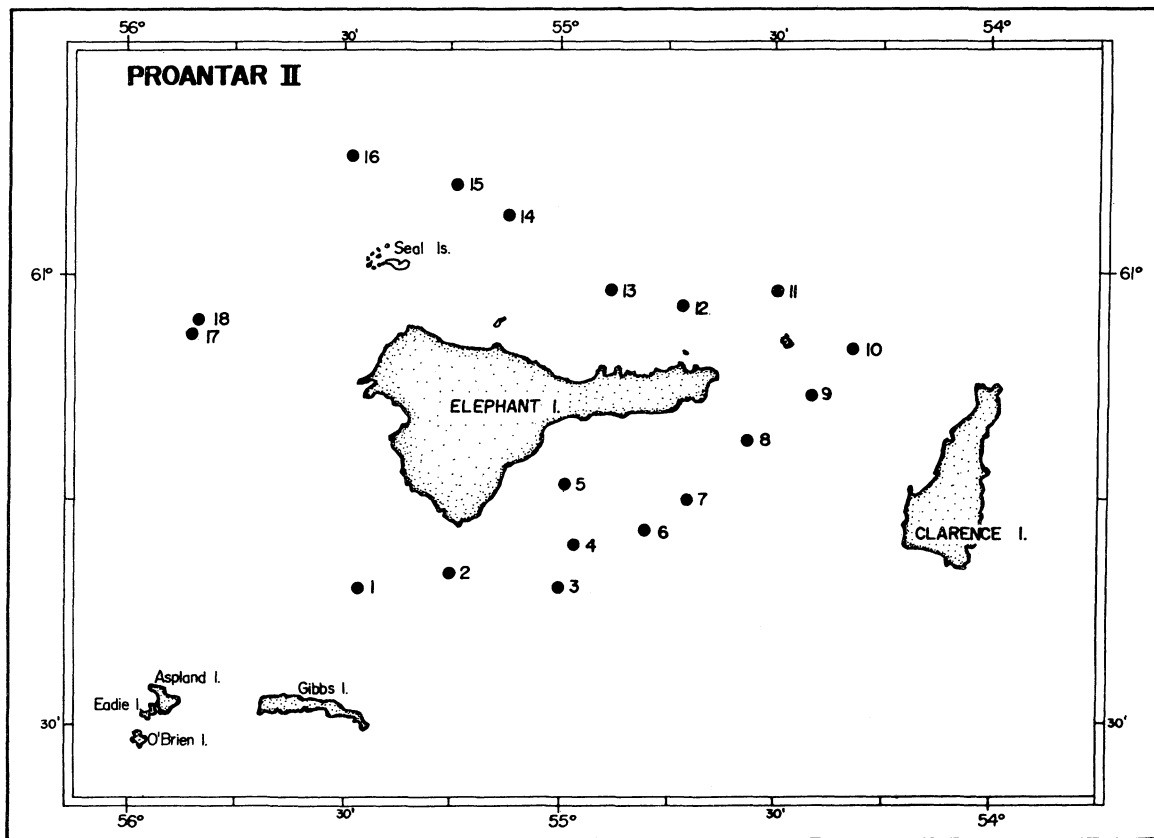 56° 30' 55° 30' 54°
PROANTAR II
16
15
14
Seal Is.
61° 61°
13
12
11
18
17
10
ELEPHANT I.
9
8
5
7
6
4
CLARENCE I.
2
1
3
Aspland I.
Gibbs I.
Eadie I.
30' 30'
O'Brien I.
56° 30' 55° 30' 54°